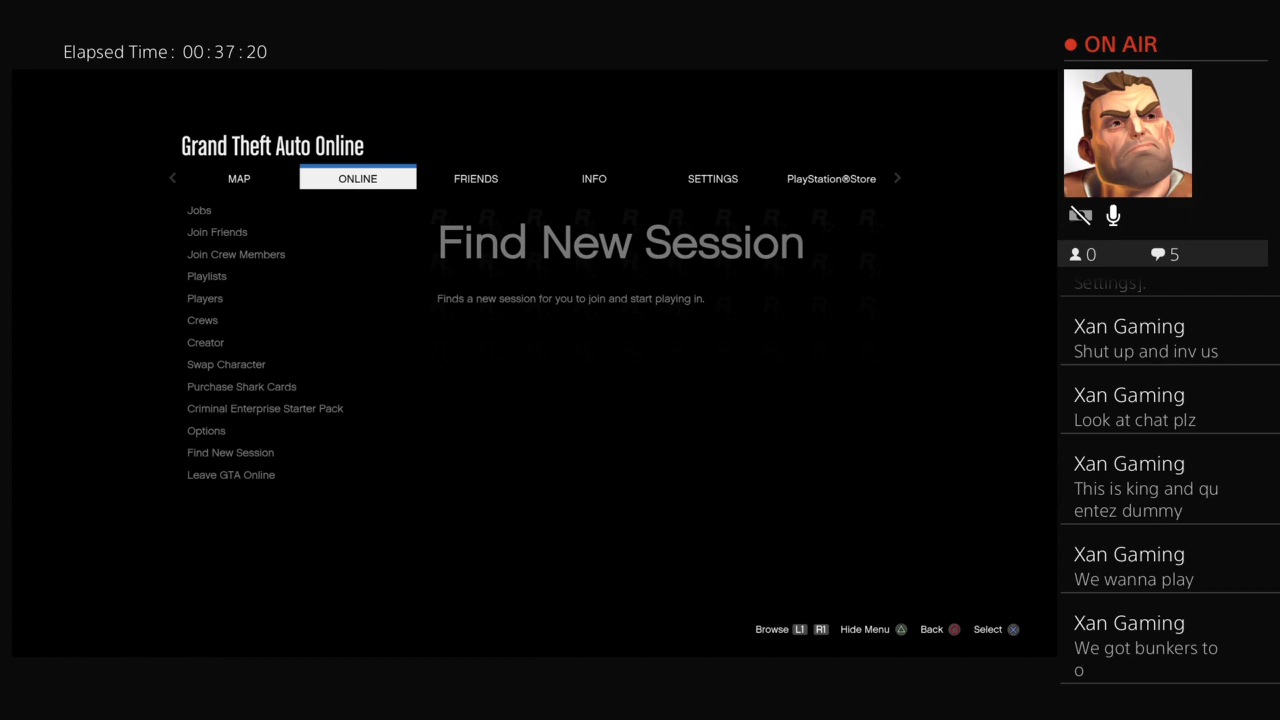 Elapsed Time: 00:37:20
ON AIR
Grand Theft Auto Online
MAP
ONLINE
FRIENDS
INFO
SETTINGS
PlayStation®Store
Jobs
Join Friends
Join Crew Members
Playlists
Players
Crews
Creator
Swap Character
Purchase Shark Cards
Criminal Enterprise Starter Pack
Options
Find New Session
Leave GTA Online
Find New Session
Finds a new session for you to join and start playing in.
Browse L1 R1 Hide Menu Back Select
0 5
Settings].
Xan Gaming
Shut up and inv us
Xan Gaming
Look at chat plz
Xan Gaming
This is king and qu
entez dummy
Xan Gaming
We wanna play
Xan Gaming
We got bunkers to
o